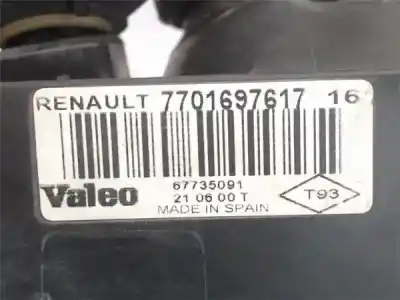 RENAULT 7701697617 16
Valeo
67735091
21 06 00 T
MADE IN SPAIN
T93